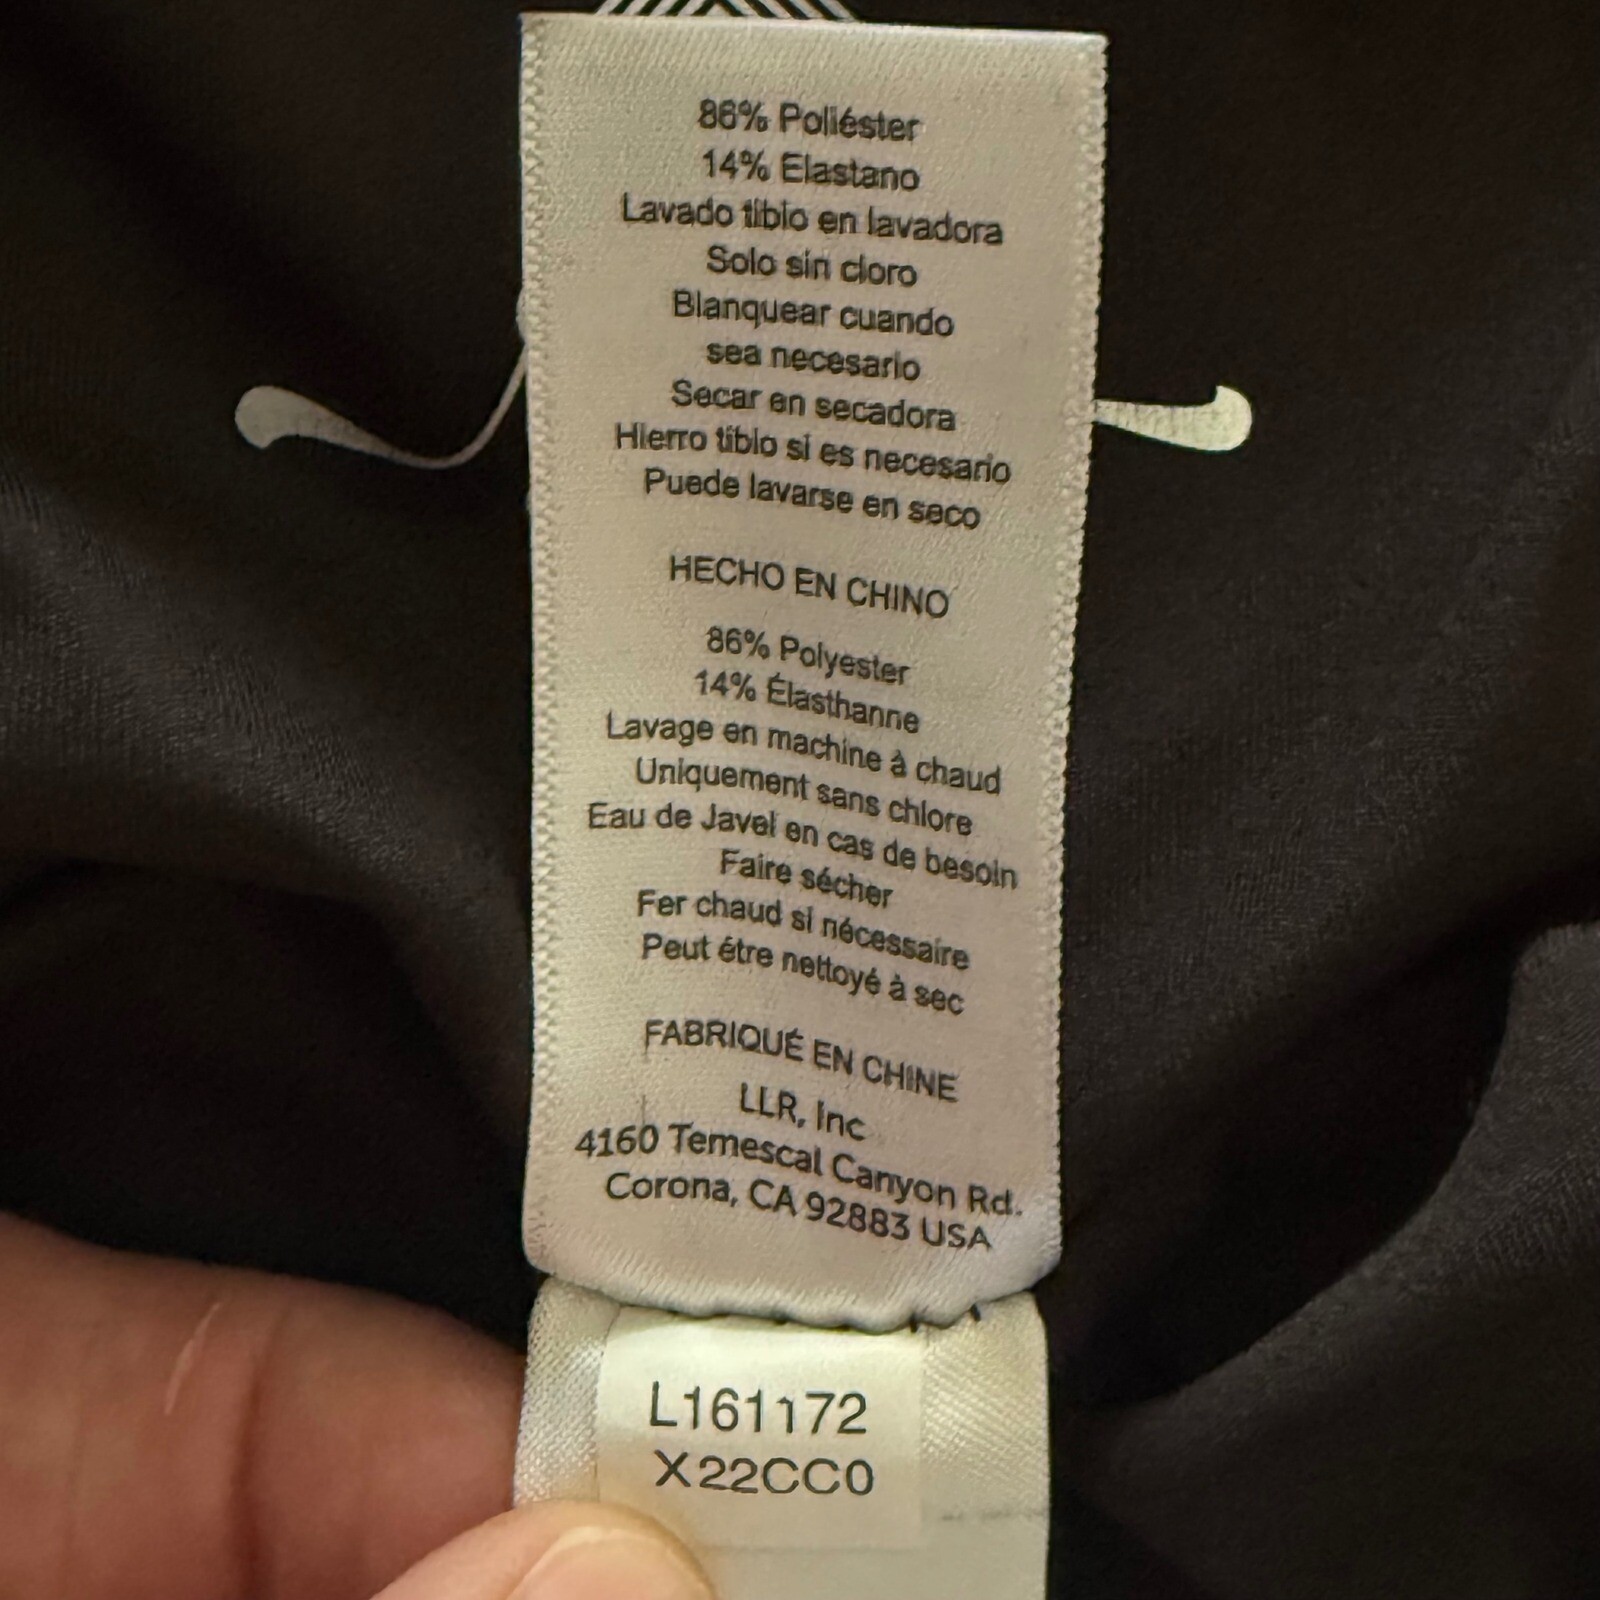 86% Poliéster
14% Elastano
Lavado tibio en lavadora
Solo sin cloro
Blanquear cuando
sea necesario
Secar en secadora
Hierro tibio si es necesario
Puede lavarse en seco
HECHO EN CHINO
86% Polyester
14% Élasthanne
Lavage en machine à chaud
Uniquement sans chlore
Eau de Javel en cas de besoin
Faire sécher
Fer chaud si nécessaire
Peut étre nettoyé à sec
FABRIQUÉ EN CHINE
LLR, Inc
4160 Temescal Canyon Rd.
Corona, CA 92883 USA
L161172
X22CC0